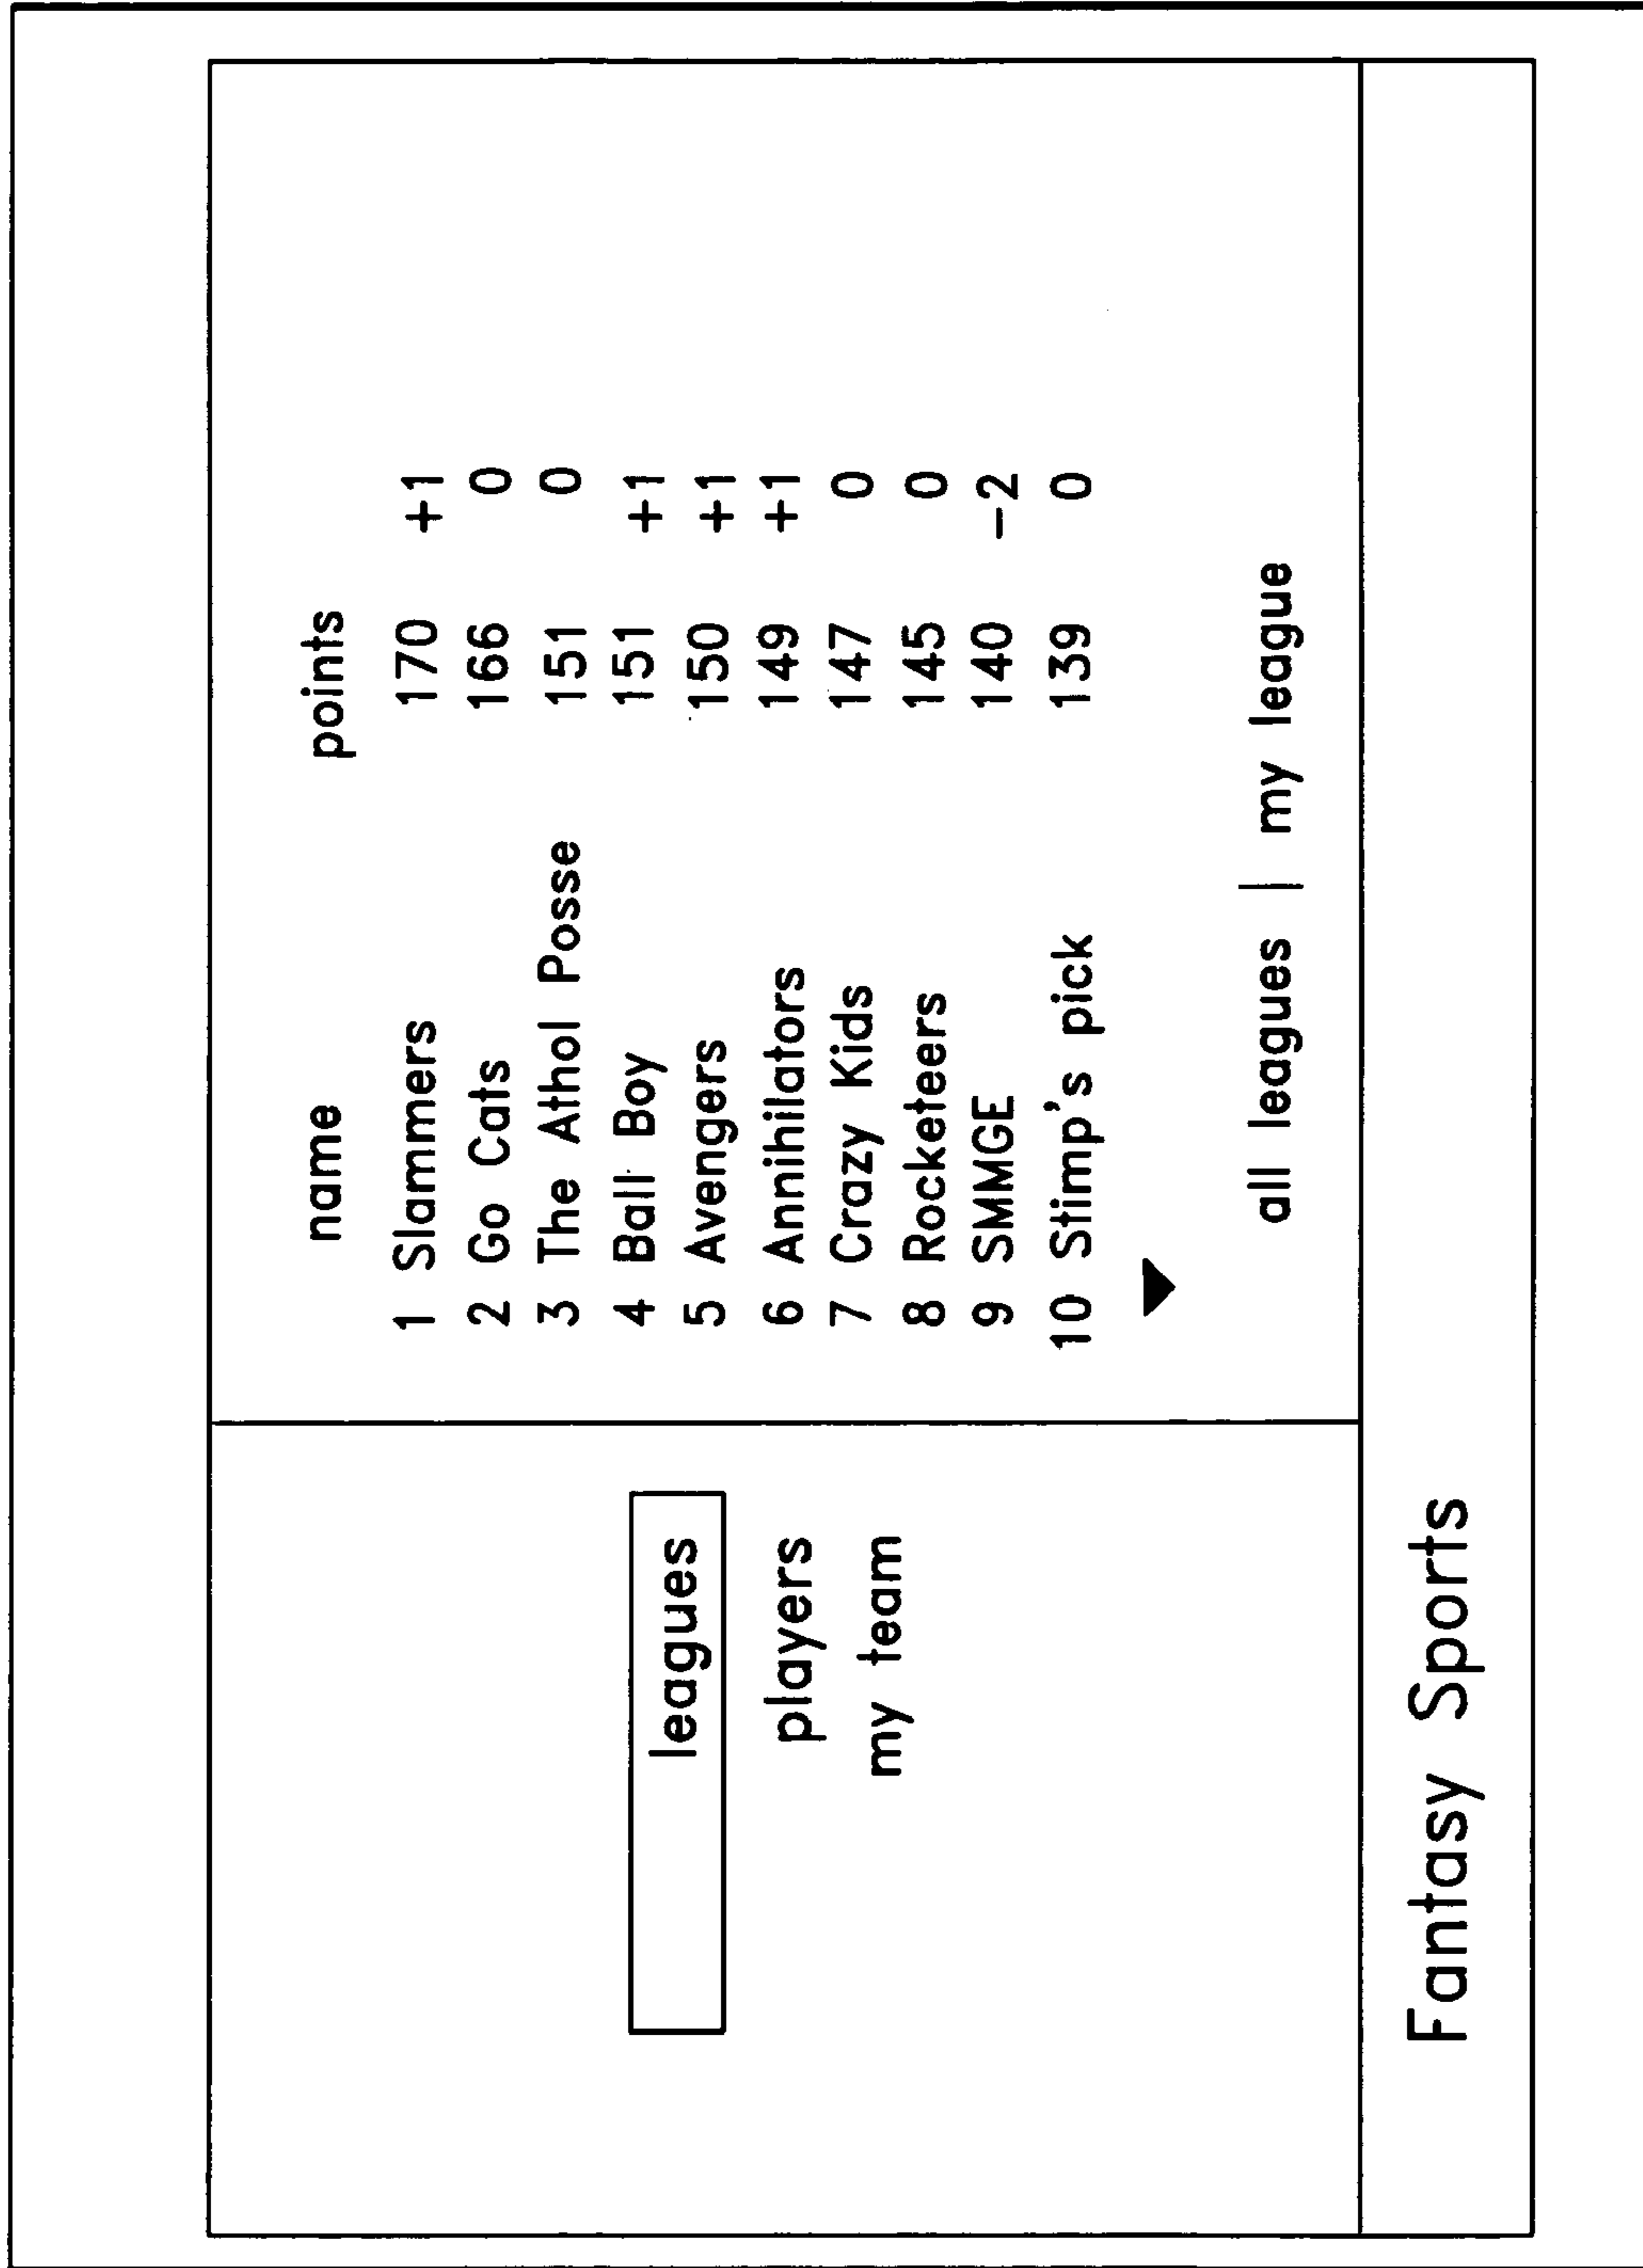 name points
1 Slammers 170 +1
2 Go Cats 166 0
3 The Athol Posse 151 0
4 Ball Boy 151 +1
5 Avengers 150 +1
6 Annihilators 149 +1
7 Crazy Kids 147 0
8 Rocketeers 145 0
9 SMMGE 140 -2
10 Stimp's pick 139 0
all leagues | my league
leagues
players
my team
Fantasy Sports